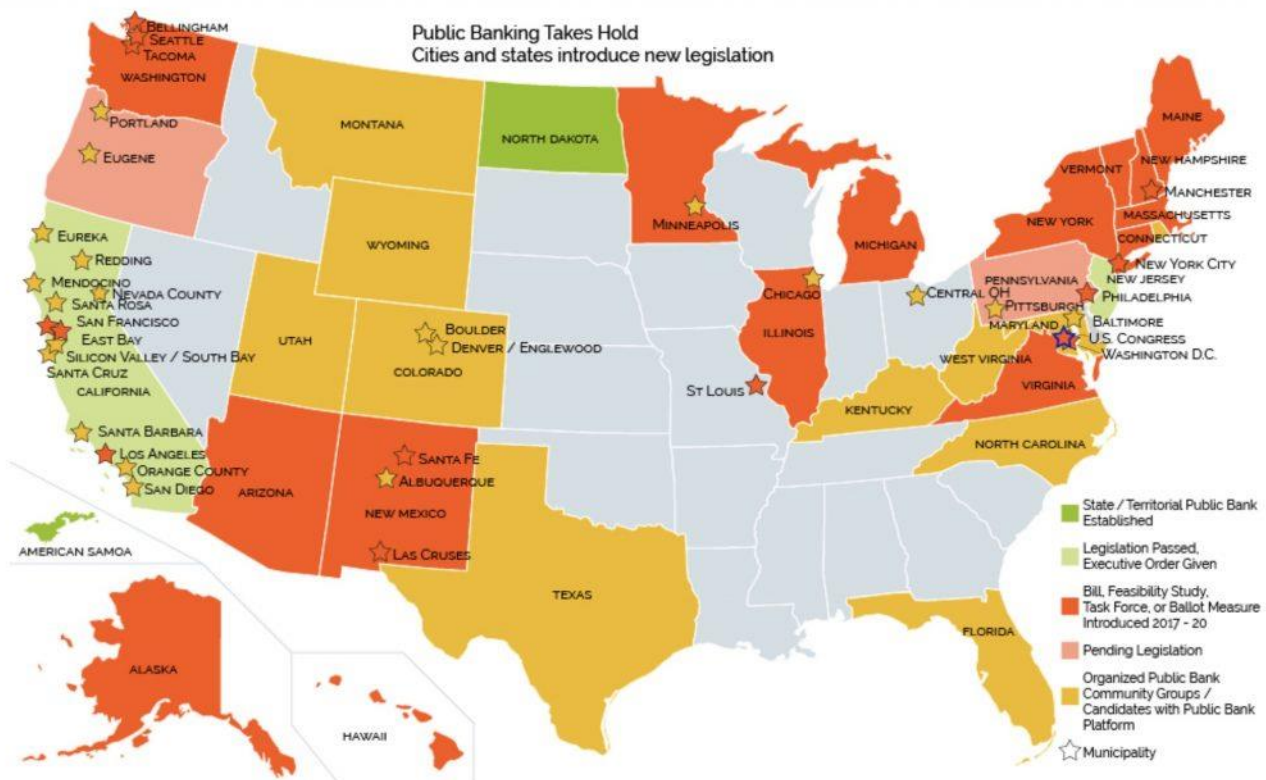 Public Banking Takes Hold
Cities and states introduce new legislation
BELLINGHAM
SEATTLE
TACOMA
WASHINGTON
PORTLAND
EUGENE
MONTANA
NORTH DAKOTA
MINNEAPOLIS
WYOMING
EUREKA
REDDING
MENDOCINO
NEVADA COUNTY
SANTA ROSA
SAN FRANCISCO
EAST BAY
SILICON VALLEY / SOUTH BAY
SANTA CRUZ
CALIFORNIA
SANTA BARBARA
LOS ANGELES
ORANGE COUNTY
SAN DIEGO
UTAH
BOULDER
DENVER / ENGLEWOOD
COLORADO
ARIZONA
SANTA FE
ALBUQUERQUE
NEW MEXICO
LAS CRUSES
TEXAS
MICHIGAN
CHICAGO
ILLINOIS
ST LOUIS
CENTRAL OH
KENTUCKY
WEST VIRGINIA
VIRGINIA
NORTH CAROLINA
FLORIDA
MAINE
VERMONT
NEW HAMPSHIRE
MANCHESTER
MASSACHUSETTS
NEW YORK
CONNECTICUT
NEW YORK CITY
PENNSYLVANIA
NEW JERSEY
PITTSBURGH
PHILADELPHIA
MARYLAND
BALTIMORE
U.S. CONGRESS
WASHINGTON D.C.
AMERICAN SAMOA
ALASKA
HAWAII
State / Territorial Public Bank
Established
Legislation Passed,
Executive Order Given
Bill, Feasibility Study,
Task Force, or Ballot Measure
Introduced 2017 - 20
Pending Legislation
Organized Public Bank
Community Groups /
Candidates with Public Bank
Platform
Municipality